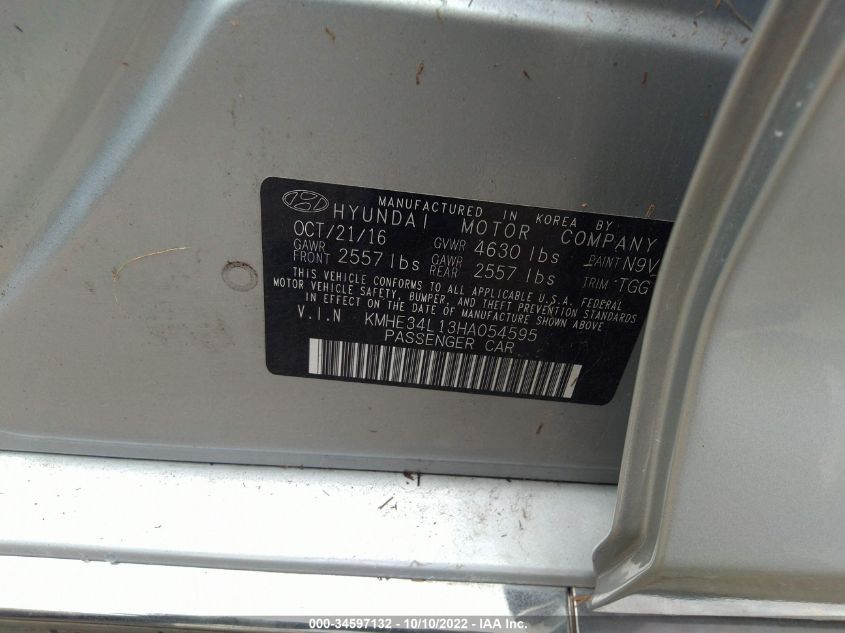 MANUFACTURED IN KOREA BY
HYUNDAI MOTOR COMPANY
OCT/21/16 GVWR 4630 lbs PAINT N9V
GAWR FRONT 2557 lbs GAWR REAR 2557 lbs TRIM TGG
THIS VEHICLE CONFORMS TO ALL APPLICABLE U.S.A. FEDERAL
MOTOR VEHICLE SAFETY, BUMPER, AND THEFT PREVENTION STANDARDS
IN EFFECT ON THE DATE OF MANUFACTURE SHOWN ABOVE
V.I.N KMHE34L13HA054595
PASSENGER CAR
000-34597132 - 10/10/2022 - IAA Inc.